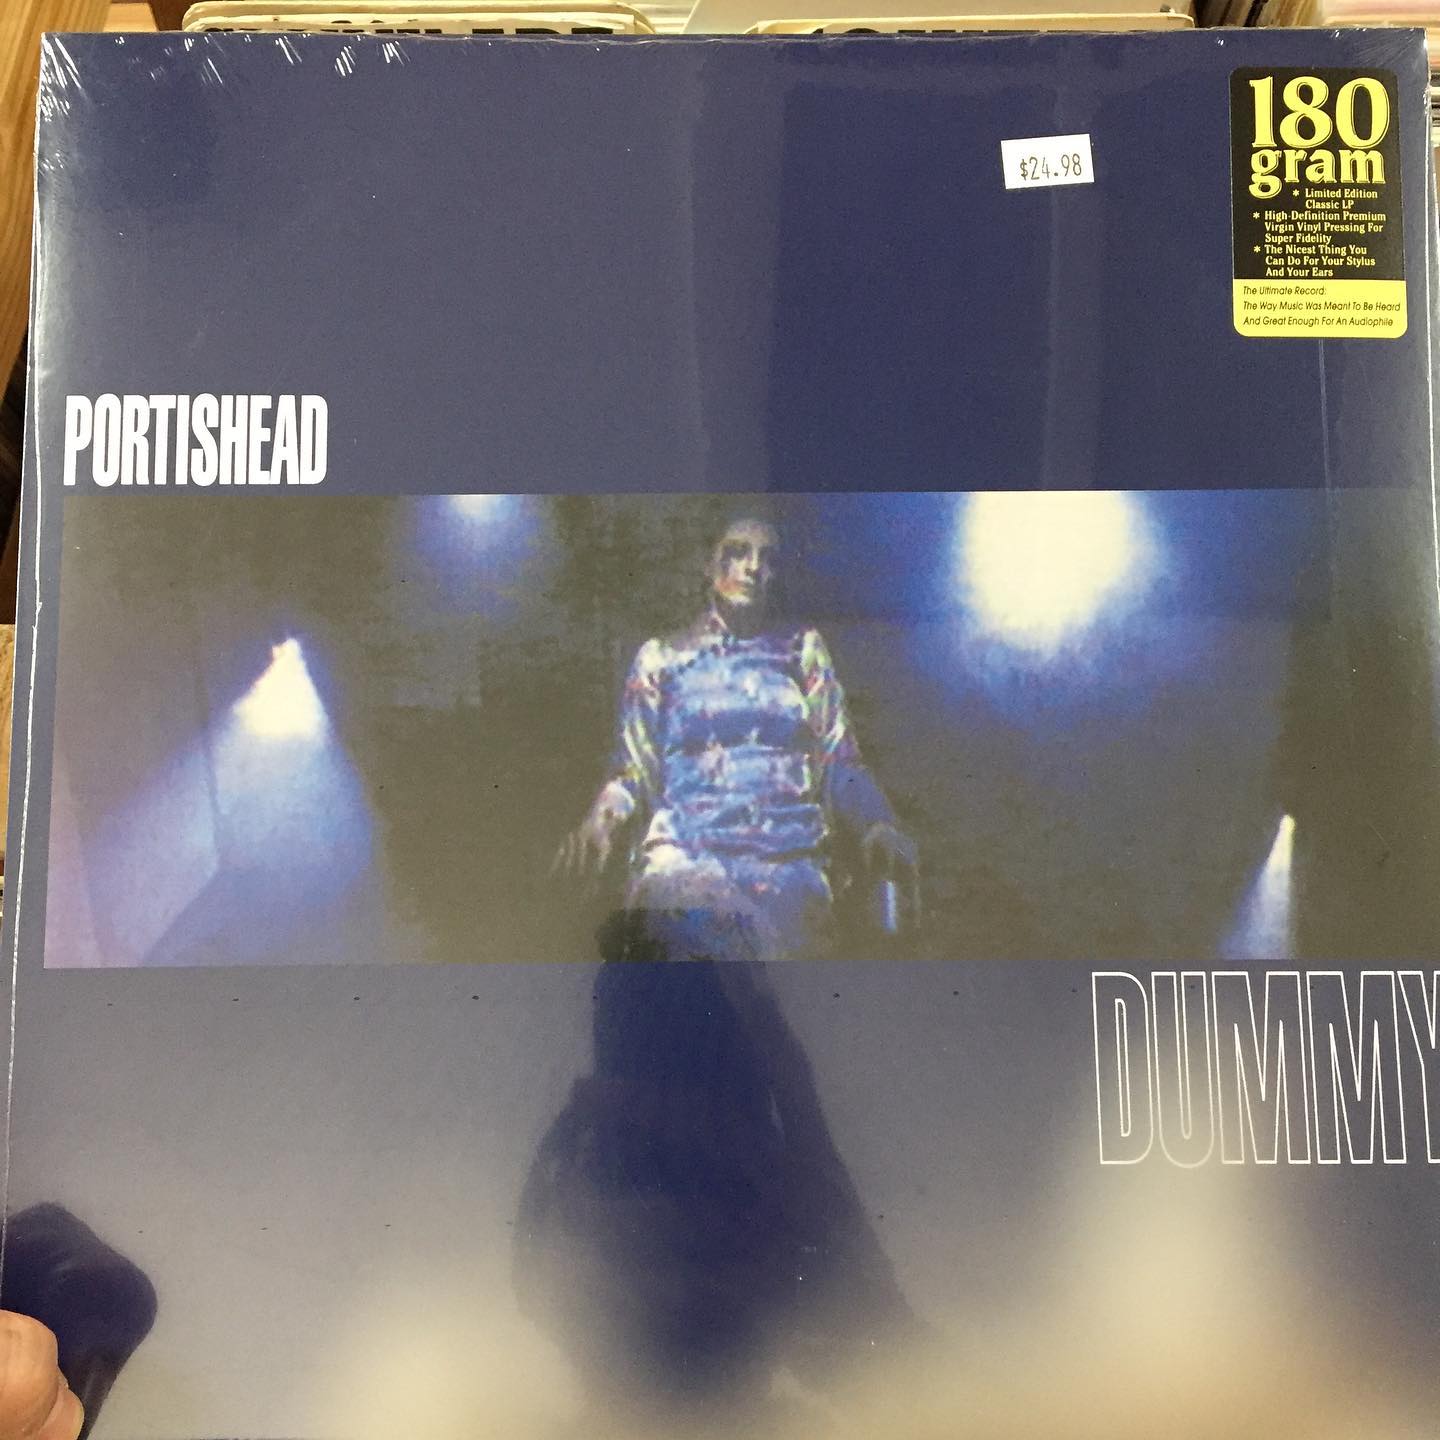 180
gram
* Limited Edition
Classic LP
* High-Definition Premium
Virgin Vinyl Pressing For
Super Fidelity
* The Nicest Thing You
Can Do For Your Stylus
And Your Ears
The Ultimate Record:
The Way Music Was Meant To Be Heard
And Great Enough For An Audiophile
$24.98
PORTISHEAD
DUMMY